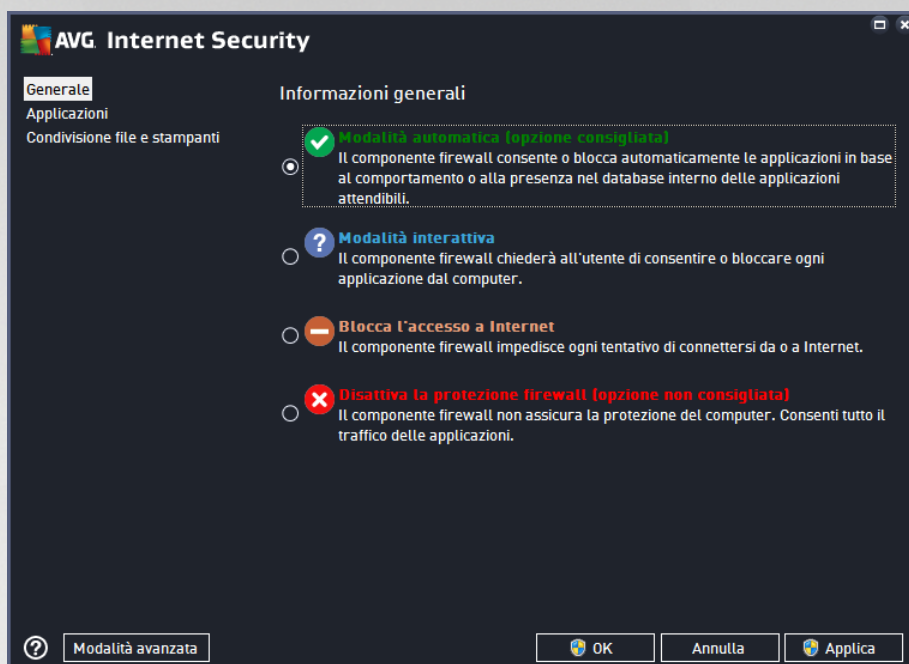 AVG Internet Security
Generale
Applicazioni
Condivisione file e stampanti
Informazioni generali
Modalità automatica (opzione consigliata)
Il componente firewall consente o blocca automaticamente le applicazioni in base
al comportamento o alla presenza nel database interno delle applicazioni
attendibili.
Modalità interattiva
Il componente firewall chiederà all'utente di consentire o bloccare ogni
applicazione dal computer.
Blocca l'accesso a Internet
Il componente firewall impedisce ogni tentativo di connettersi da o a Internet.
Disattiva la protezione firewall (opzione non consigliata)
Il componente firewall non assicura la protezione del computer. Consenti tutto il
traffico delle applicazioni.
Modalità avanzata
OK
Annulla
Applica